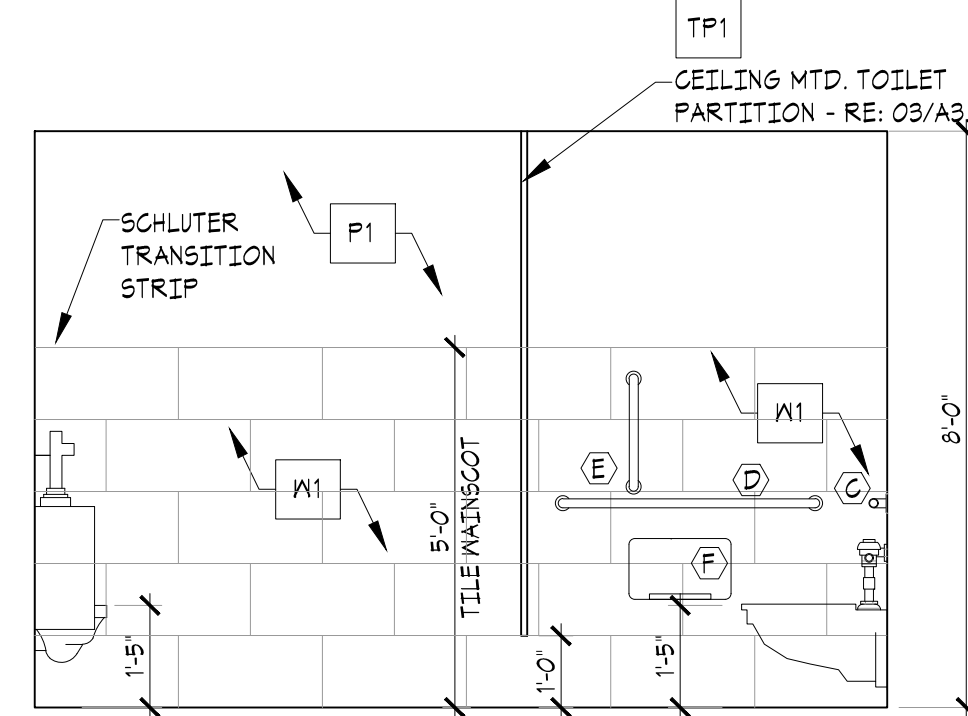 TP1
CEILING MTD. TOILET
PARTITION - RE: 03/A3
P1
SCHLUTER
TRANSITION
STRIP
W1
W1
8'-0"
E
D
C
5'-0"
TILE WAINSCOT
F
1'-5"
1'-0"
1'-5"